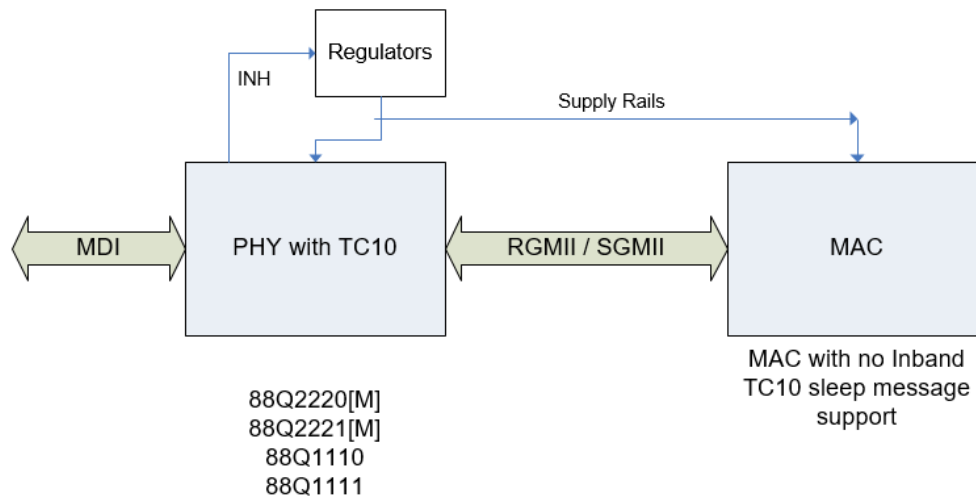 Regulators
INH
Supply Rails
MDI
PHY with TC10
RGMII / SGMII
MAC
MAC with no Inband
TC10 sleep message
support
88Q2220[M]
88Q2221[M]
88Q1110
88Q1111